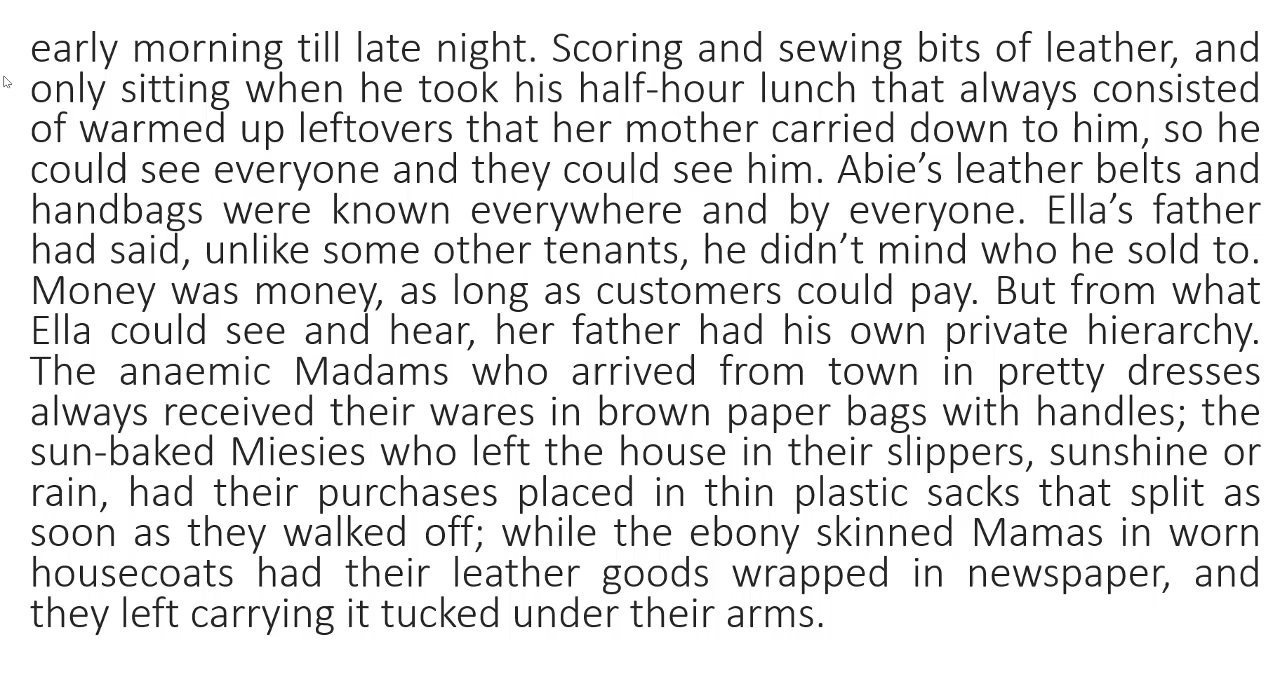 early morning till late night. Scoring and sewing bits of leather, and
only sitting when he took his half-hour lunch that always consisted
of warmed up leftovers that her mother carried down to him, so he
could see everyone and they could see him. Abie’s leather belts and
handbags were known everywhere and by everyone. Ella’s father
had said, unlike some other tenants, he didn’t mind who he sold to.
Money was money, as long as customers could pay. But from what
Ella could see and hear, her father had his own private hierarchy.
The anaemic Madams who arrived from town in pretty dresses
always received their wares in brown paper bags with handles; the
sun-baked Miesies who left the house in their slippers, sunshine or
rain, had their purchases placed in thin plastic sacks that split as
soon as they walked off; while the ebony skinned Mamas in worn
housecoats had their leather goods wrapped in newspaper, and
they left carrying it tucked under their arms.